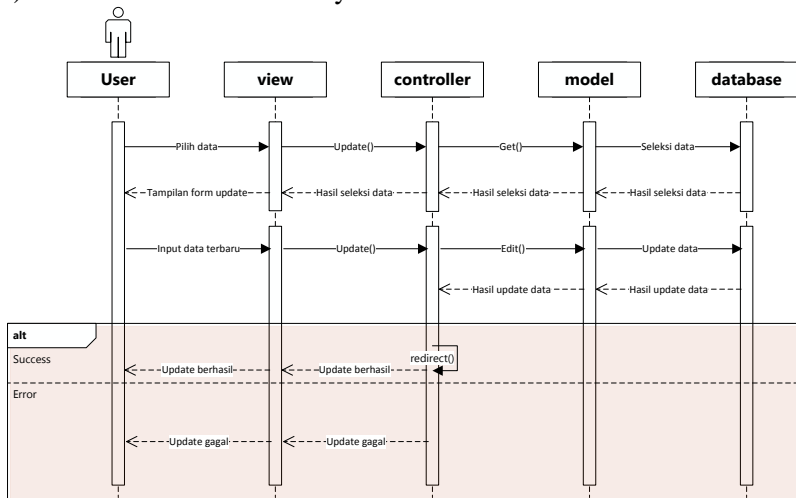 User
view
controller
model
database
Pilih data
Update()
Get()
Seleksi data
Tampilan form update
Hasil seleksi data
Hasil seleksi data
Hasil seleksi data
Input data terbaru
Update()
Edit()
Update data
Hasil update data
Hasil update data
alt
Success
redirect()
Update berhasil
Update berhasil
Error
Update gagal
Update gagal